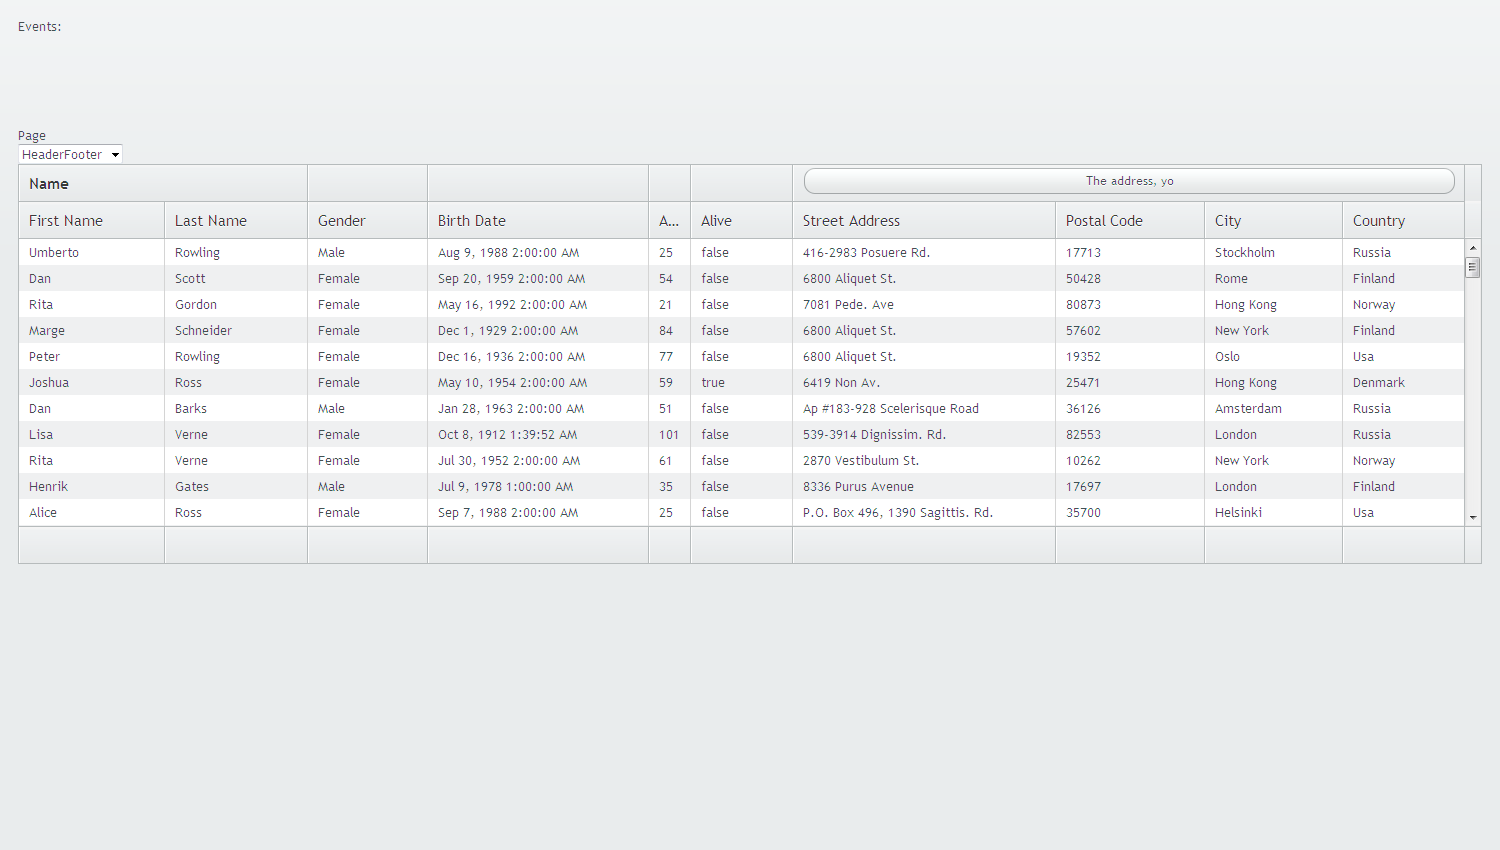 Events:
Page
HeaderFooter
Name The address, yo
First Name Last Name Gender Birth Date A... Alive Street Address Postal Code City Country
Umberto Rowling Male Aug 9, 1988 2:00:00 AM 25 false 416-2983 Posuere Rd. 17713 Stockholm Russia
Dan Scott Female Sep 20, 1959 2:00:00 AM 54 false 6800 Aliquet St. 50428 Rome Finland
Rita Gordon Female May 16, 1992 2:00:00 AM 21 false 7081 Pede. Ave 80873 Hong Kong Norway
Marge Schneider Female Dec 1, 1929 2:00:00 AM 84 false 6800 Aliquet St. 57602 New York Finland
Peter Rowling Female Dec 16, 1936 2:00:00 AM 77 false 6800 Aliquet St. 19352 Oslo Usa
Joshua Ross Female May 10, 1954 2:00:00 AM 59 true 6419 Non Av. 25471 Hong Kong Denmark
Dan Barks Male Jan 28, 1963 2:00:00 AM 51 false Ap #183-928 Scelerisque Road 36126 Amsterdam Russia
Lisa Verne Female Oct 8, 1912 1:39:52 AM 101 false 539-3914 Dignissim. Rd. 82553 London Russia
Rita Verne Female Jul 30, 1952 2:00:00 AM 61 false 2870 Vestibulum St. 10262 New York Norway
Henrik Gates Male Jul 9, 1978 1:00:00 AM 35 false 8336 Purus Avenue 17697 London Finland
Alice Ross Female Sep 7, 1988 2:00:00 AM 25 false P.O. Box 496, 1390 Sagittis. Rd. 35700 Helsinki Usa